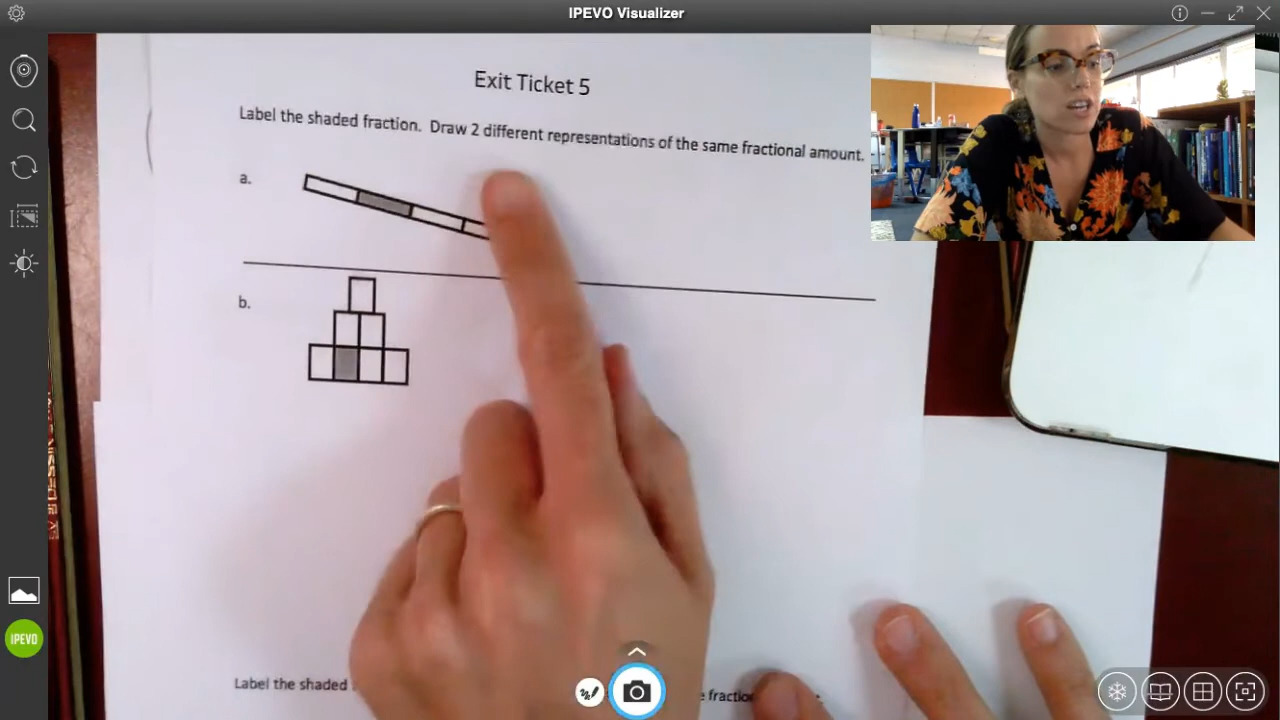 IPEVO Visualizer
Exit Ticket 5
Label the shaded fraction. Draw 2 different representations of the same fractional amount.
a.
b.
IPEVO
Label the shaded
fraction